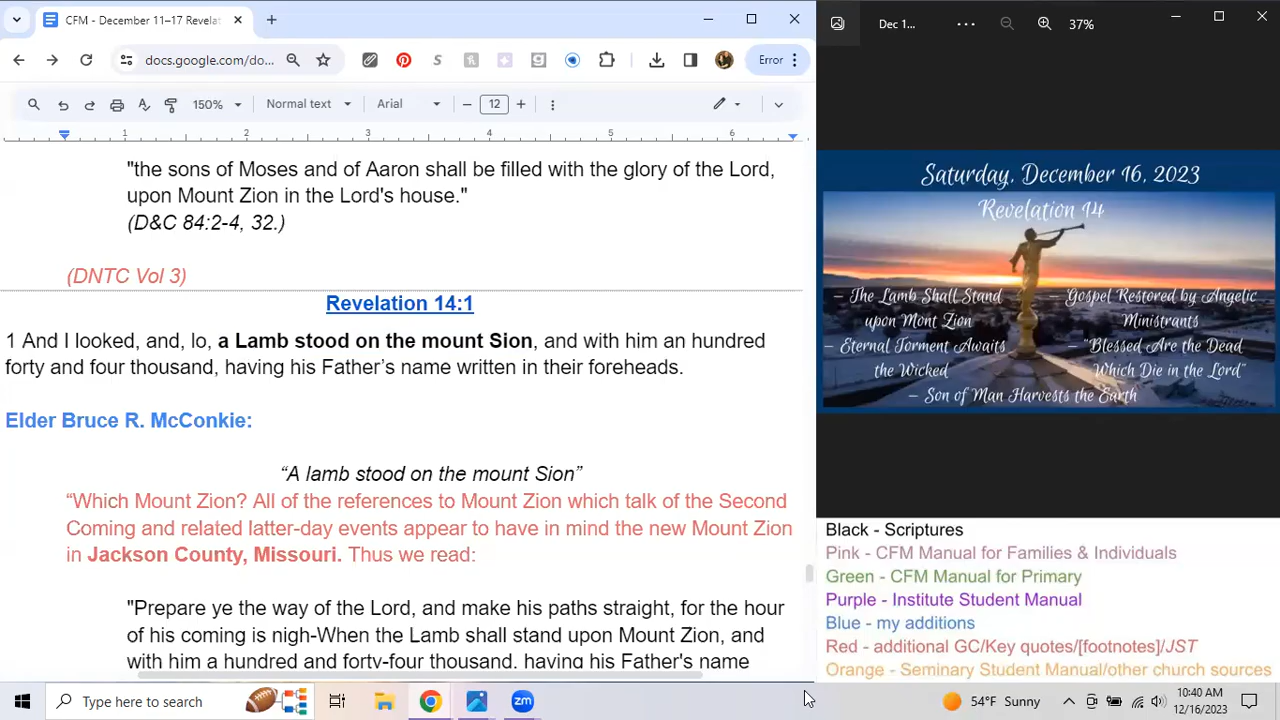 CFM - December 11–17 Revelat
docs.google.com/do...
Error
150%
Normal text
Arial
12
1 2 3 4 5 6
"the sons of Moses and of Aaron shall be filled with the glory of the Lord,
upon Mount Zion in the Lord's house."
(D&C 84:2-4, 32.)
(DNTC Vol 3)
Revelation 14:1
1 And I looked, and, lo, a Lamb stood on the mount Sion, and with him an hundred
forty and four thousand, having his Father’s name written in their foreheads.
Elder Bruce R. McConkie:
“A lamb stood on the mount Sion”
“Which Mount Zion? All of the references to Mount Zion which talk of the Second
Coming and related latter-day events appear to have in mind the new Mount Zion
in Jackson County, Missouri. Thus we read:
"Prepare ye the way of the Lord, and make his paths straight, for the hour
of his coming is nigh-When the Lamb shall stand upon Mount Zion, and
with him a hundred and forty-four thousand, having his Father's name
Dec 1...
37%
Saturday, December 16, 2023
Revelation 14
– The Lamb Shall Stand
upon Mont Zion
– Eternal Torment Awaits
the Wicked
– Gospel Restored by Angelic
Ministrants
– "Blessed Are the Dead
Which Die in the Lord"
– Son of Man Harvests the Earth
Black - Scriptures
Pink - CFM Manual for Families & Individuals
Green - CFM Manual for Primary
Purple - Institute Student Manual
Blue - my additions
Red - additional GC/Key quotes/[footnotes]/JST
Orange - Seminary Student Manual/other church sources
Type here to search
zm
54°F Sunny
10:40 AM
12/16/2023